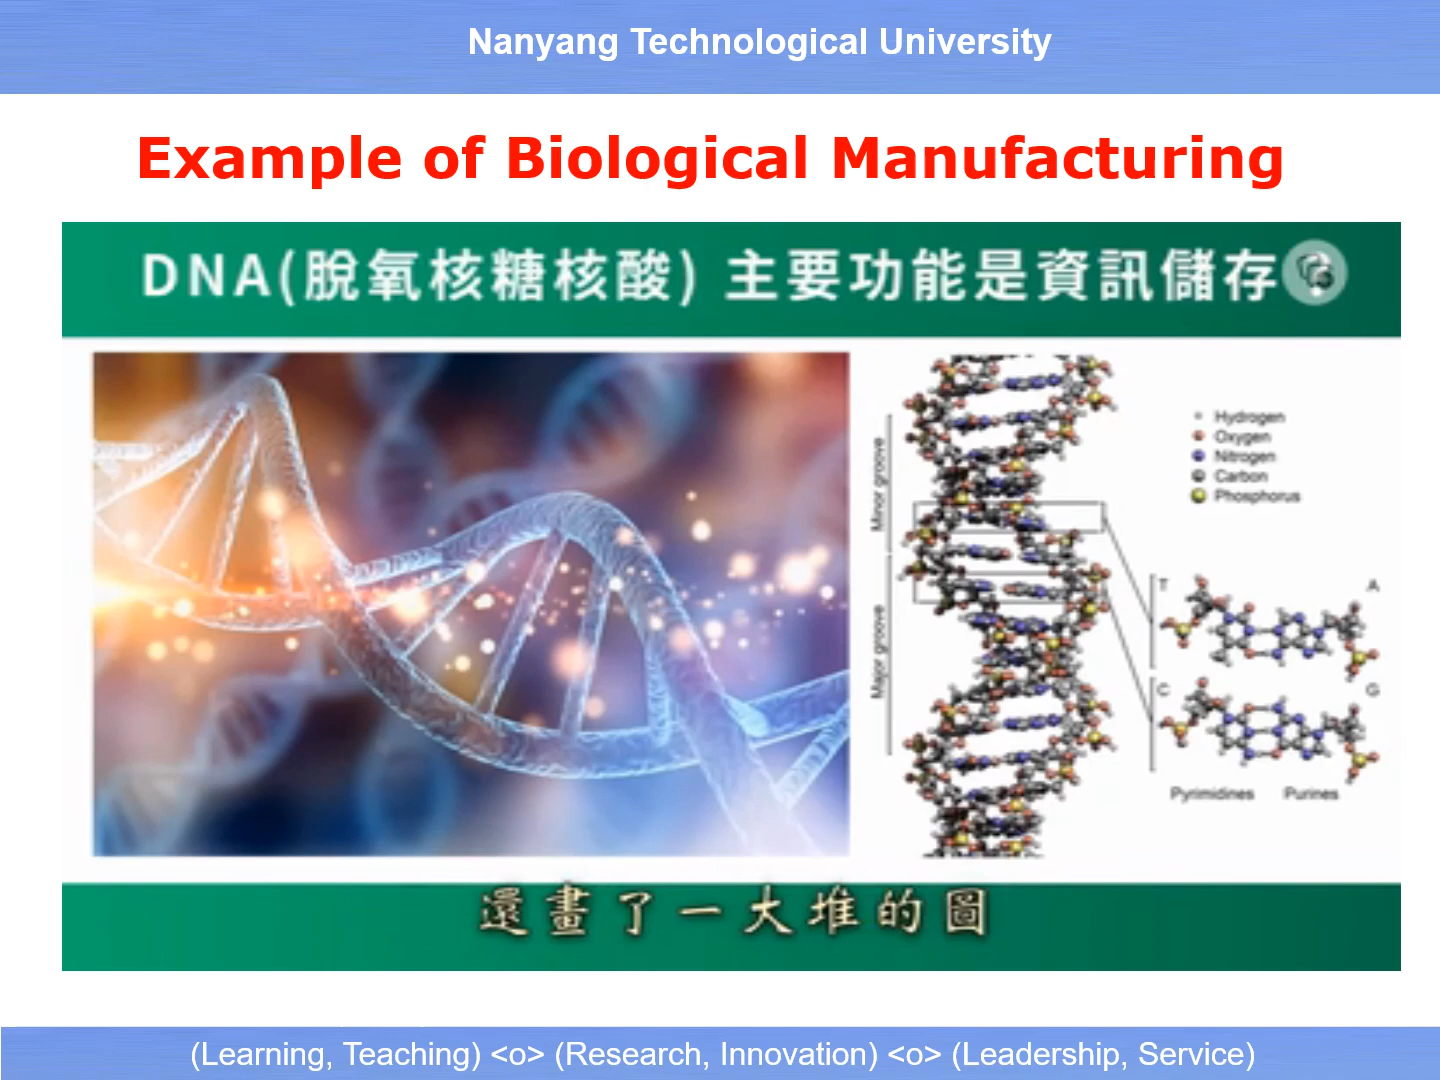 Nanyang Technological University
Example of Biological Manufacturing
DNA(脫氧核糖核酸) 主要功能是資訊儲存
Minor groove
Major groove
Hydrogen
Oxygen
Nitrogen
Carbon
Phosphorus
T
A
C
G
Pyrimidines
Purines
還畫了一大堆的圖
(Learning, Teaching) <o> (Research, Innovation) <o> (Leadership, Service)